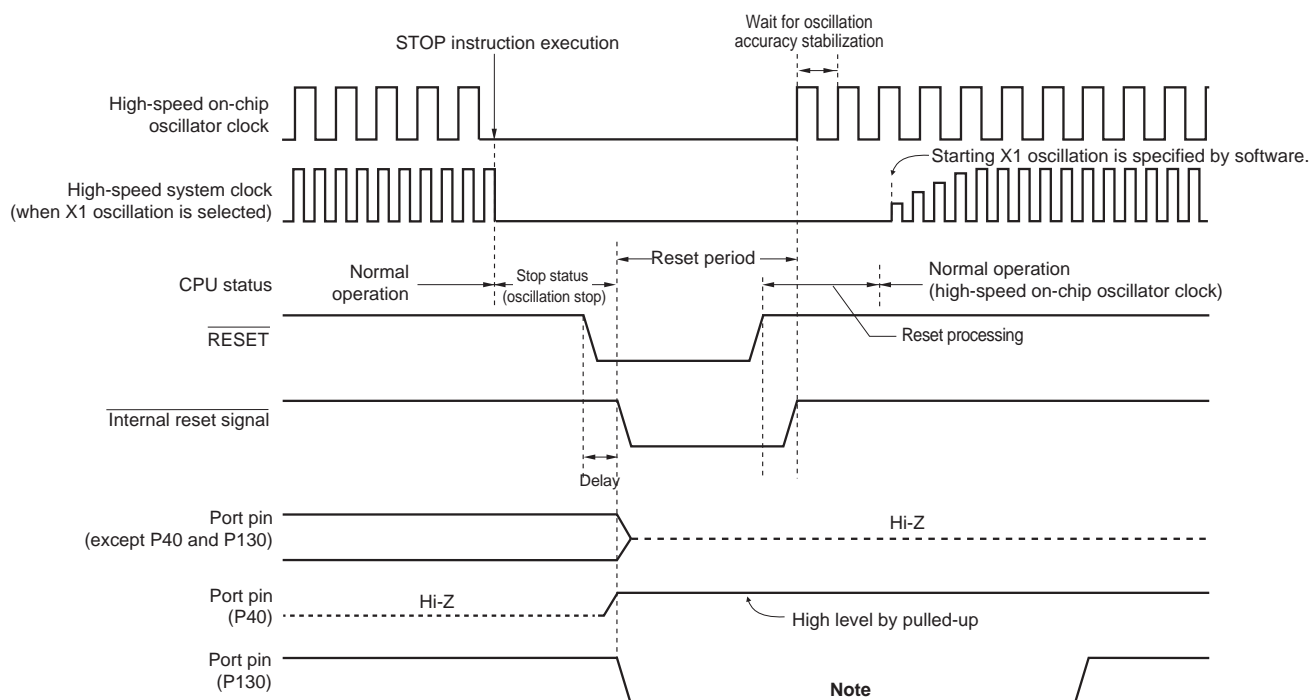 Wait for oscillation
accuracy stabilization
STOP instruction execution
High-speed on-chip
oscillator clock
Starting X1 oscillation is specified by software.
High-speed system clock
(when X1 oscillation is selected)
Reset period
CPU status
Normal
operation
Stop status
(oscillation stop)
Normal operation
(high-speed on-chip oscillator clock)
RESET
Reset processing
Internal reset signal
Delay
Port pin
(except P40 and P130)
Hi-Z
Port pin
(P40)
Hi-Z
High level by pulled-up
Port pin
(P130)
Note